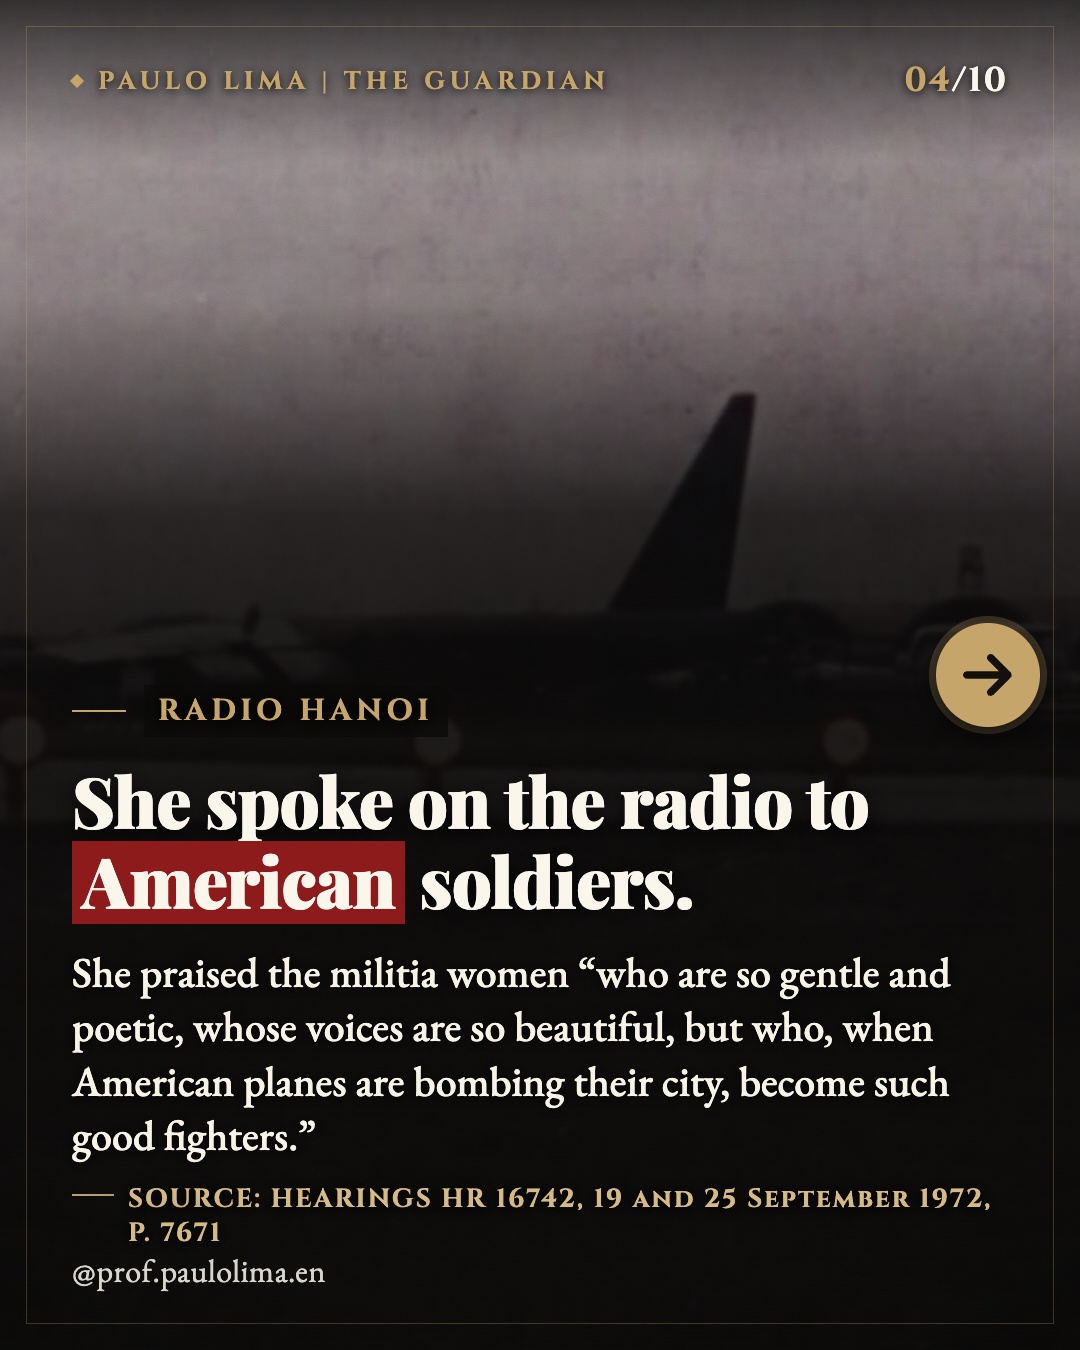 PAULO LIMA | THE GUARDIAN
04/10
RADIO HANOI
She spoke on the radio to
American soldiers.
She praised the militia women “who are so gentle and
poetic, whose voices are so beautiful, but who, when
American planes are bombing their city, become such
good fighters.”
SOURCE: HEARINGS HR 16742, 19 AND 25 SEPTEMBER 1972,
P. 7671
@prof.paulolima.en